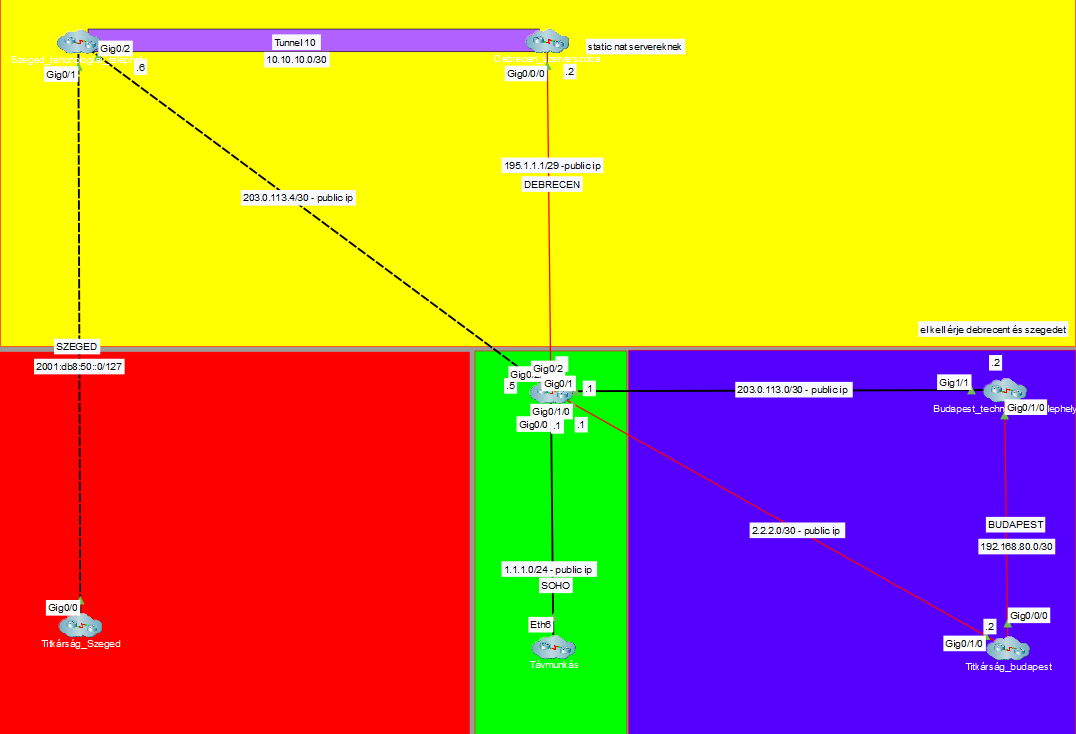 Tunnel 10
10.10.10.0/30
Gig0/2
.6
Gig0/1
static nat servereknek
Gig0/0/0
.2
195.1.1.1/29 -public ip
DEBRECEN
203.0.113.4/30 - public ip
el kell érje debrecent és szegedet
SZEGED
2001:db8:50::0/127
Gig0/2
Gig0/1
.5
.1
Gig0/1/0
Gig0/0
.1
.1
203.0.113.0/30 - public ip
.2
Gig1/1
Gig0/1/0
2.2.2.0/30 - public ip
BUDAPEST
192.168.80.0/30
1.1.1.0/24 - public ip
SOHO
Gig0/0
Titkárság_Szeged
Eth6
Távmunkás
Gig0/0/0
.2
Gig0/1/0
Titkárság_budapest